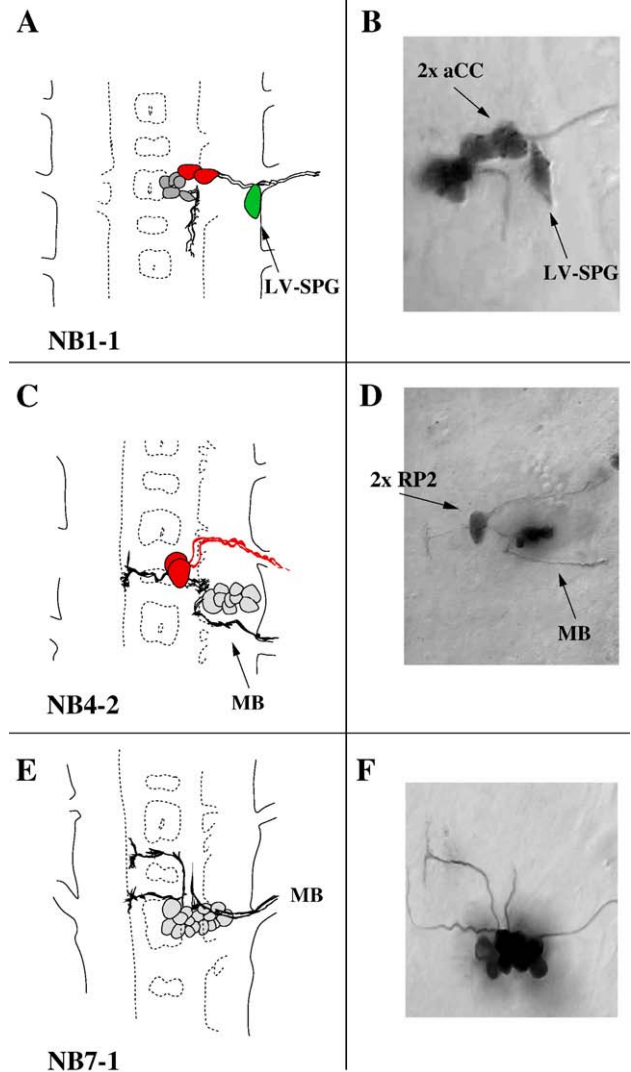 A
LV-SPG
NB1-1
B
2x aCC
LV-SPG
C
MB
NB4-2
D
2x RP2
MB
E
MB
NB7-1
F